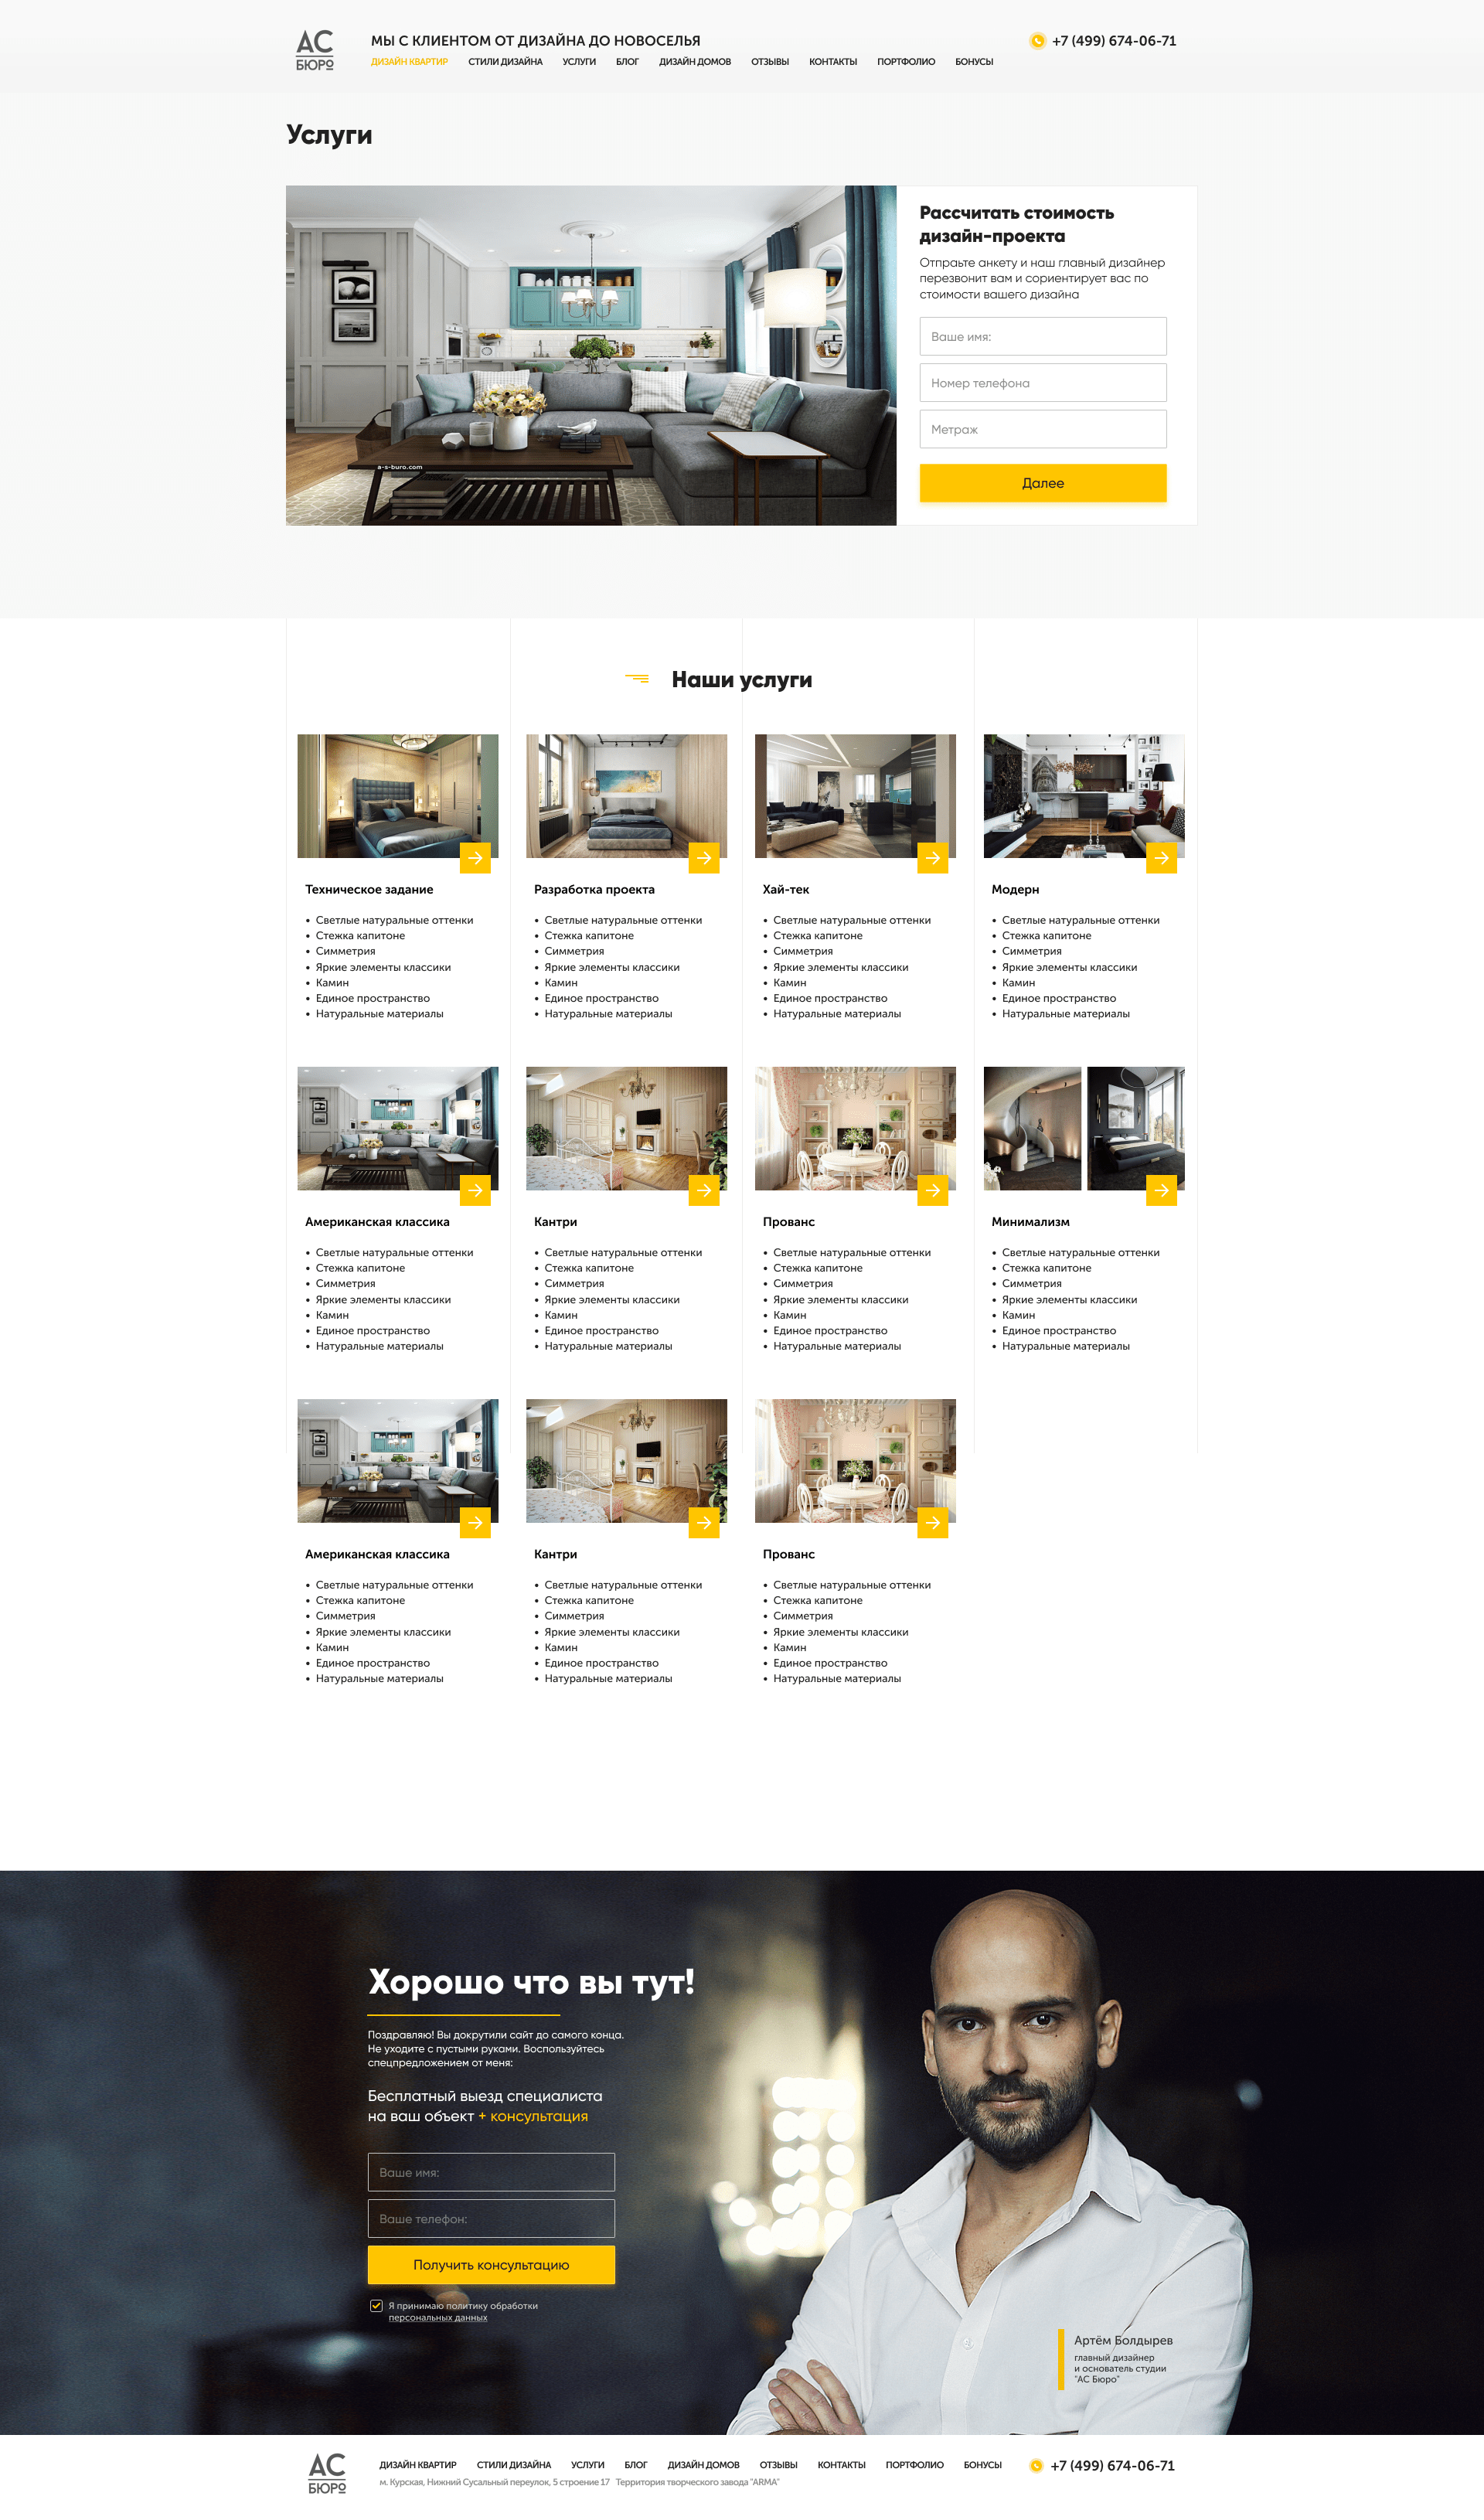 АС
БЮРО
МЫ С КЛИЕНТОМ ОТ ДИЗАЙНА ДО НОВОСЕЛЬЯ
+7 (499) 674-06-71
ДИЗАЙН КВАРТИР СТИЛИ ДИЗАЙНА УСЛУГИ БЛОГ ДИЗАЙН ДОМОВ ОТЗЫВЫ КОНТАКТЫ ПОРТФОЛИО БОНУСЫ
Услуги
a-s-buro.com
Рассчитать стоимость
дизайн-проекта
Отпраьте анкету и наш главный дизайнер
перезвонит вам и сориентирует вас по
стоимости вашего дизайна
Ваше имя:
Номер телефона
Метраж
Далее
Наши услуги
Техническое задание
• Светлые натуральные оттенки
• Стежка капитоне
• Симметрия
• Яркие элементы классики
• Камин
• Единое пространство
• Натуральные материалы
Разработка проекта
• Светлые натуральные оттенки
• Стежка капитоне
• Симметрия
• Яркие элементы классики
• Камин
• Единое пространство
• Натуральные материалы
Хай-тек
• Светлые натуральные оттенки
• Стежка капитоне
• Симметрия
• Яркие элементы классики
• Камин
• Единое пространство
• Натуральные материалы
Модерн
• Светлые натуральные оттенки
• Стежка капитоне
• Симметрия
• Яркие элементы классики
• Камин
• Единое пространство
• Натуральные материалы
Американская классика
• Светлые натуральные оттенки
• Стежка капитоне
• Симметрия
• Яркие элементы классики
• Камин
• Единое пространство
• Натуральные материалы
Кантри
• Светлые натуральные оттенки
• Стежка капитоне
• Симметрия
• Яркие элементы классики
• Камин
• Единое пространство
• Натуральные материалы
Прованс
• Светлые натуральные оттенки
• Стежка капитоне
• Симметрия
• Яркие элементы классики
• Камин
• Единое пространство
• Натуральные материалы
Минимализм
• Светлые натуральные оттенки
• Стежка капитоне
• Симметрия
• Яркие элементы классики
• Камин
• Единое пространство
• Натуральные материалы
Американская классика
• Светлые натуральные оттенки
• Стежка капитоне
• Симметрия
• Яркие элементы классики
• Камин
• Единое пространство
• Натуральные материалы
Кантри
• Светлые натуральные оттенки
• Стежка капитоне
• Симметрия
• Яркие элементы классики
• Камин
• Единое пространство
• Натуральные материалы
Прованс
• Светлые натуральные оттенки
• Стежка капитоне
• Симметрия
• Яркие элементы классики
• Камин
• Единое пространство
• Натуральные материалы
Хорошо что вы тут!
Поздравляю! Вы докрутили сайт до самого конца.
Не уходите с пустыми руками. Воспользуйтесь
спецпредложением от меня:
Бесплатный выезд специалиста
на ваш объект + консультация
Ваше имя:
Ваше телефон:
Получить консультацию
Я принимаю политику обработки
персональных данных
Артём Болдырев
главный дизайнер
и основатель студии
"АС Бюро"
АС
БЮРО
ДИЗАЙН КВАРТИР СТИЛИ ДИЗАЙНА УСЛУГИ БЛОГ ДИЗАЙН ДОМОВ ОТЗЫВЫ КОНТАКТЫ ПОРТФОЛИО БОНУСЫ
+7 (499) 674-06-71
м. Курская, Нижний Сусальный переулок, 5 строение 17 Территория творческого завода "ARMA"